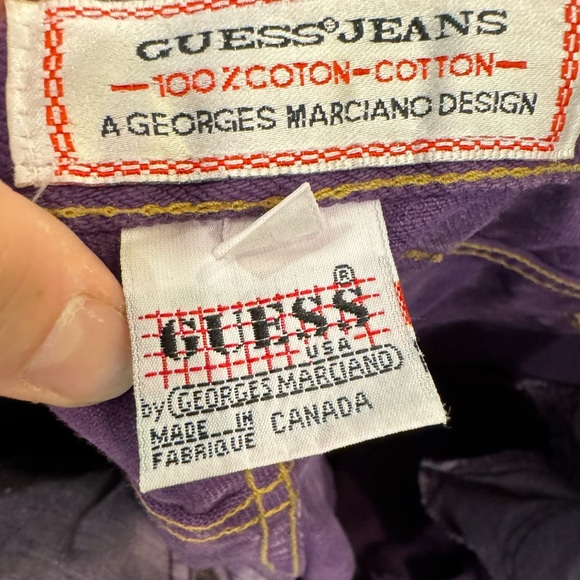 GUESS® JEANS
100% COTON-COTTON
A GEORGES MARCIANO DESIGN
GUESS®
USA
by GEORGES MARCIANO
MADE IN
FABRIQUE CANADA